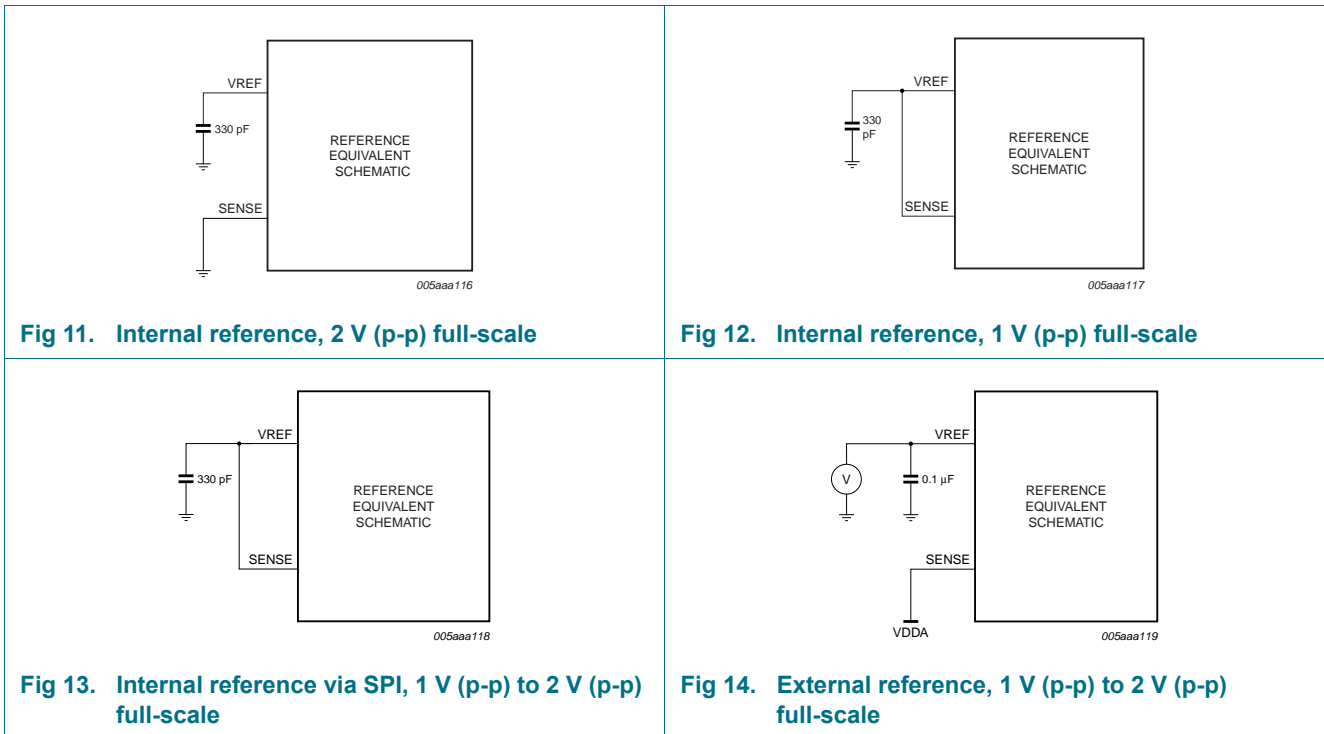 VREF
330 pF
REFERENCE
EQUIVALENT
SCHEMATIC
SENSE
005aaa116
Fig 11. Internal reference, 2 V (p-p) full-scale
VREF
330
pF
REFERENCE
EQUIVALENT
SCHEMATIC
SENSE
005aaa117
Fig 12. Internal reference, 1 V (p-p) full-scale
VREF
330 pF
REFERENCE
EQUIVALENT
SCHEMATIC
SENSE
005aaa118
Fig 13. Internal reference via SPI, 1 V (p-p) to 2 V (p-p)
full-scale
VREF
V
0.1 μF
REFERENCE
EQUIVALENT
SCHEMATIC
SENSE
VDDA
005aaa119
Fig 14. External reference, 1 V (p-p) to 2 V (p-p)
full-scale